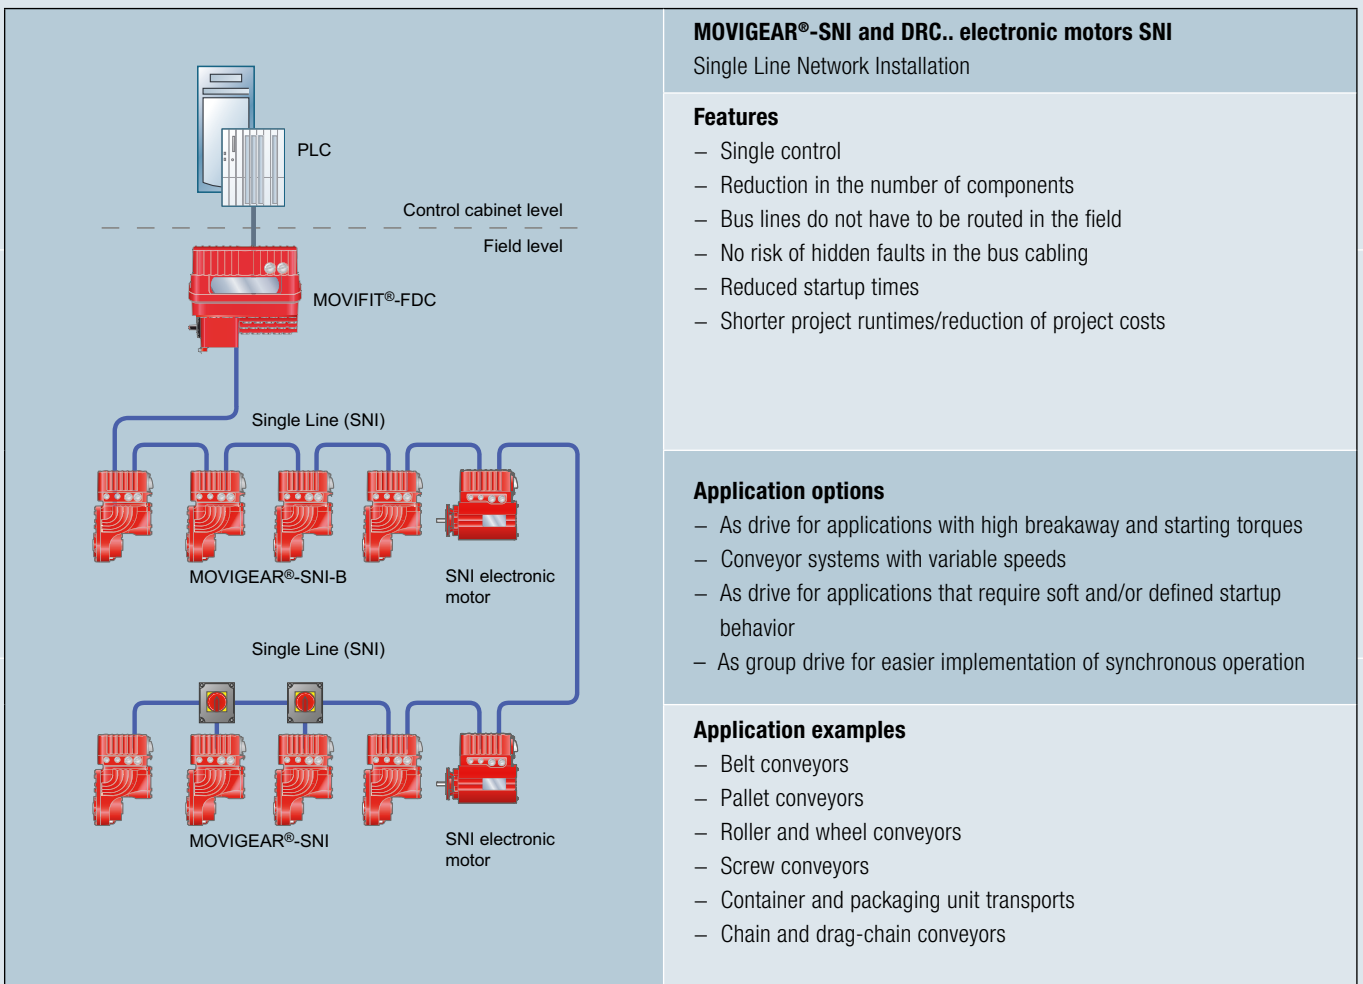 PLC
Control cabinet level
Field level
MOVIFIT®-FDC
Single Line (SNI)
MOVIGEAR®-SNI-B
SNI electronic
motor
Single Line (SNI)
MOVIGEAR®-SNI
SNI electronic
motor
MOVIGEAR®-SNI and DRC.. electronic motors SNI
Single Line Network Installation
Features
– Single control
– Reduction in the number of components
– Bus lines do not have to be routed in the field
– No risk of hidden faults in the bus cabling
– Reduced startup times
– Shorter project runtimes/reduction of project costs
Application options
– As drive for applications with high breakaway and starting torques
– Conveyor systems with variable speeds
– As drive for applications that require soft and/or defined startup
behavior
– As group drive for easier implementation of synchronous operation
Application examples
– Belt conveyors
– Pallet conveyors
– Roller and wheel conveyors
– Screw conveyors
– Container and packaging unit transports
– Chain and drag-chain conveyors